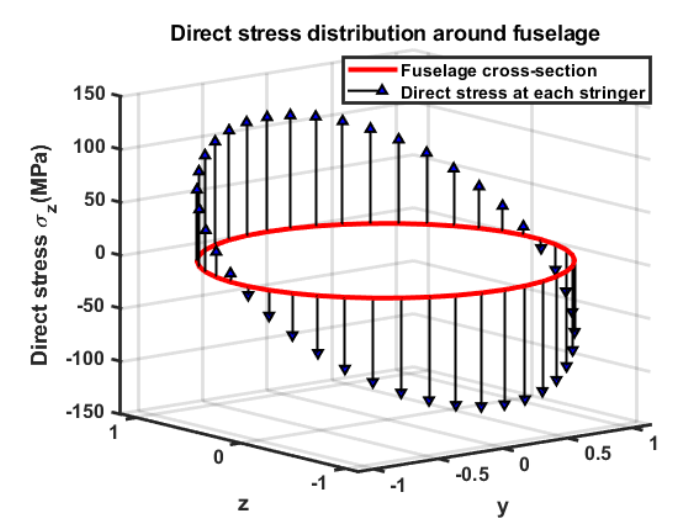 Direct stress distribution around fuselage
Fuselage cross-section
Direct stress at each stringer
150
100
50
0
-50
-100
-150
Direct stress σz(MPa)
1
0
-1
z
-1
-0.5
0
0.5
1
y